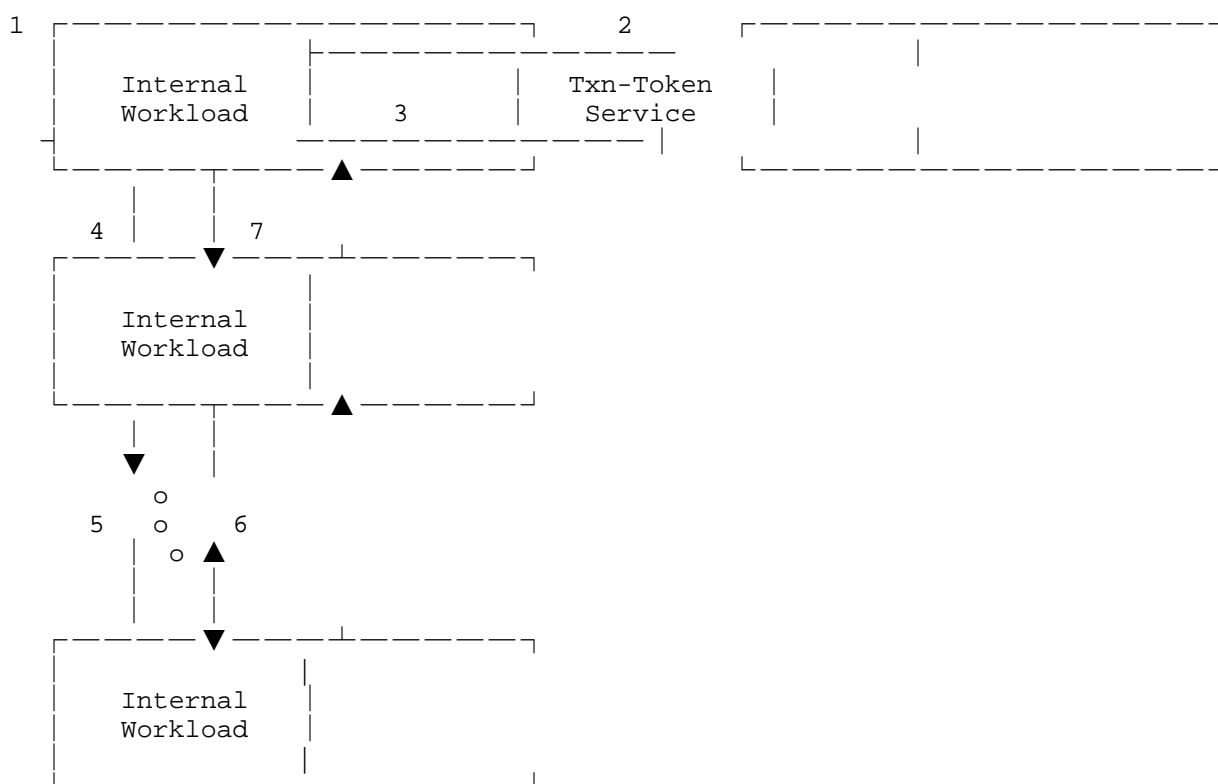 1 2
Internal Txn-Token
Workload 3 Service
4 7
Internal
Workload
o
5 o 6
o
Internal
Workload